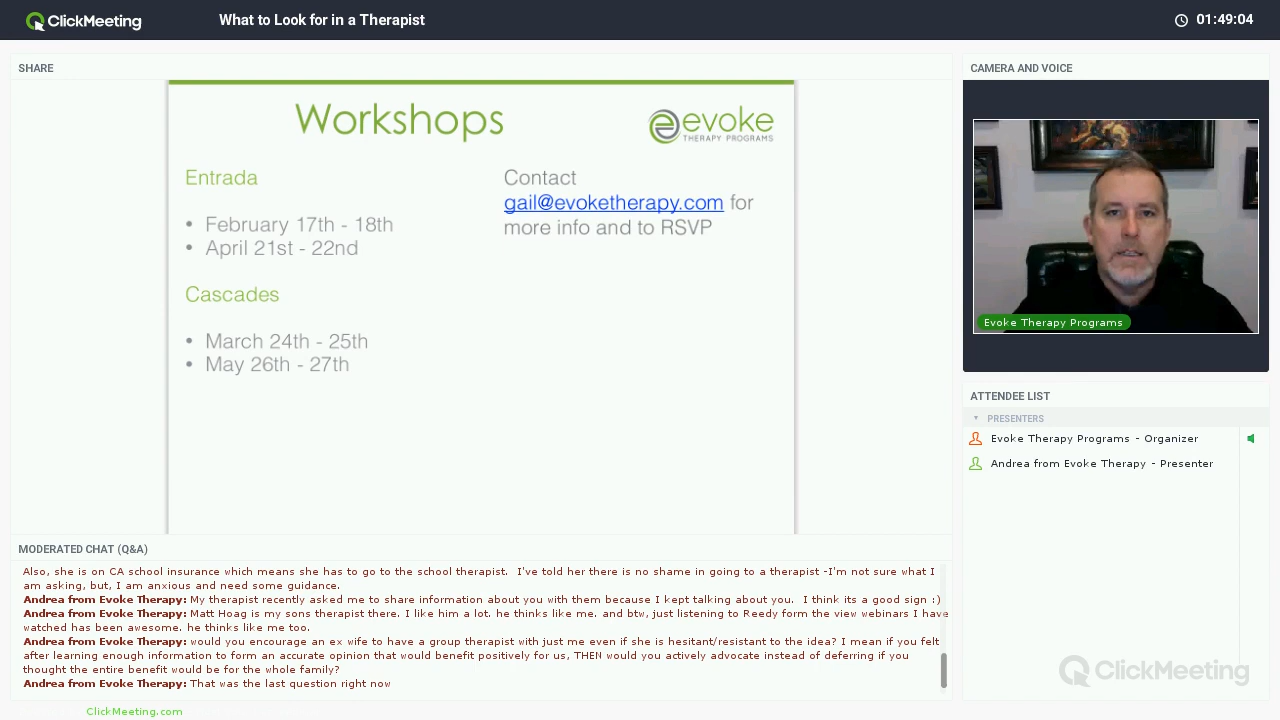 ClickMeeting
What to Look for in a Therapist
01:49:04
SHARE
Workshops
evoke
THERAPY PROGRAMS
Entrada
• February 17th - 18th
• April 21st - 22nd
Cascades
• March 24th - 25th
• May 26th - 27th
Contact
gail@evoketherapy.com for
more info and to RSVP
CAMERA AND VOICE
Evoke Therapy Programs
ATTENDEE LIST
PRESENTERS
Evoke Therapy Programs - Organizer
Andrea from Evoke Therapy - Presenter
MODERATED CHAT (Q&A)
Also, she is on CA school insurance which means she has to go to the school therapist.  I've told her there is no shame in going to a therapist -I'm not sure what I
am asking, but, I am anxious and need some guidance.
Andrea from Evoke Therapy: My therapist recently asked me to share information about you with them because I kept talking about you.  I think its a good sign :)
Andrea from Evoke Therapy: Matt Hoag is my sons therapist there. I like him a lot. he thinks like me. and btw, just listening to Reedy form the view webinars I have
watched has been awesome. he thinks like me too.
Andrea from Evoke Therapy: would you encourage an ex wife to have a group therapist with just me even if she is hesitant/resistant to the idea? I mean if you felt
after learning enough information to form an accurate opinion that would benefit positively for us, THEN would you actively advocate instead of deferring if you
thought the entire benefit would be for the whole family?
Andrea from Evoke Therapy: That was the last question right now
ClickMeeting
ClickMeeting.com